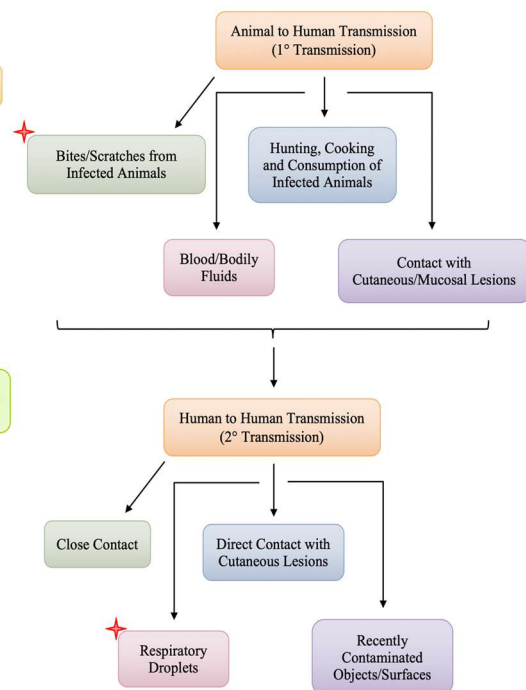 Animal to Human Transmission
(1° Transmission)
Bites/Scratches from
Infected Animals
Hunting, Cooking
and Consumption of
Infected Animals
Blood/Bodily
Fluids
Contact with
Cutaneous/Mucosal Lesions
Human to Human Transmission
(2° Transmission)
Close Contact
Direct Contact with
Cutaneous Lesions
Respiratory
Droplets
Recently
Contaminated
Objects/Surfaces